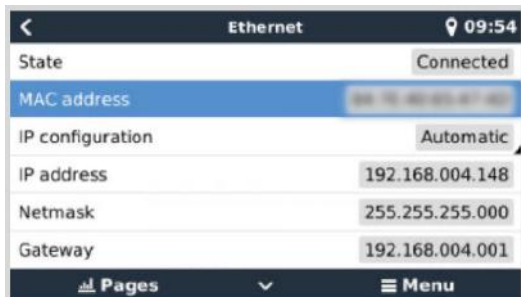 Ethernet 09:54
State Connected
MAC address
IP configuration Automatic
IP address 192.168.004.148
Netmask 255.255.255.000
Gateway 192.168.004.001
Pages Menu